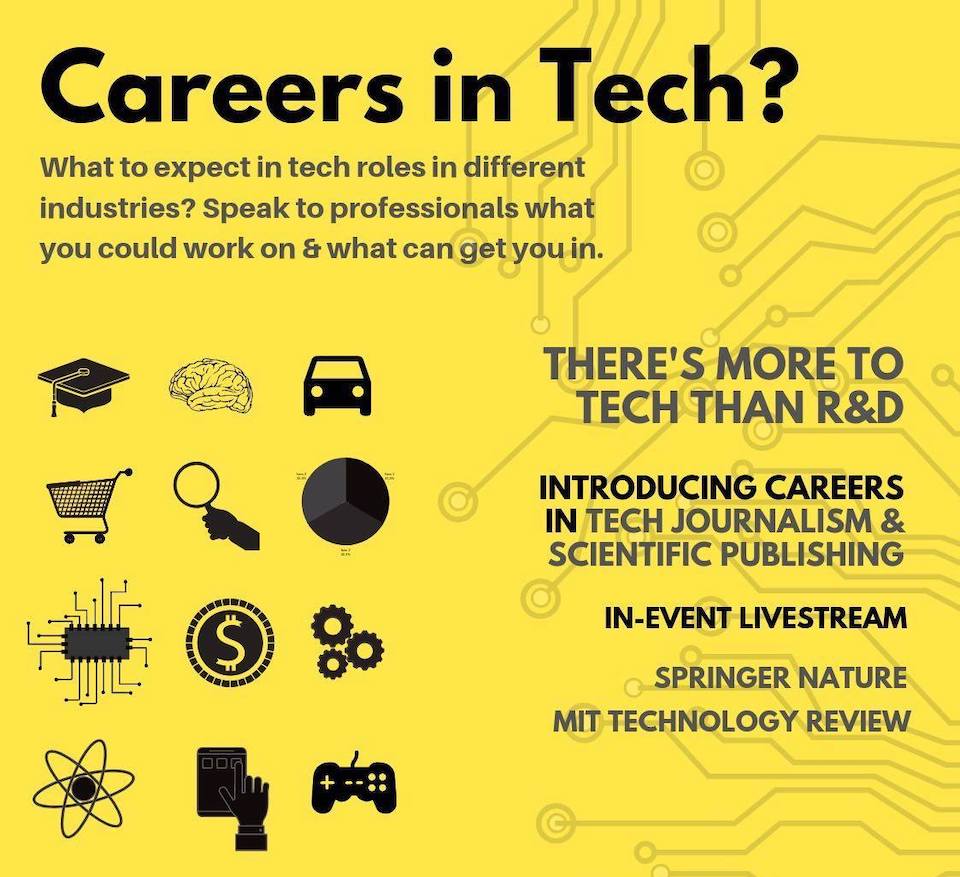 Careers in Tech?
What to expect in tech roles in different
industries? Speak to professionals what
you could work on & what can get you in.
THERE'S MORE TO
TECH THAN R&D
INTRODUCING CAREERS
IN TECH JOURNALISM &
SCIENTIFIC PUBLISHING
IN-EVENT LIVESTREAM
SPRINGER NATURE
MIT TECHNOLOGY REVIEW
$